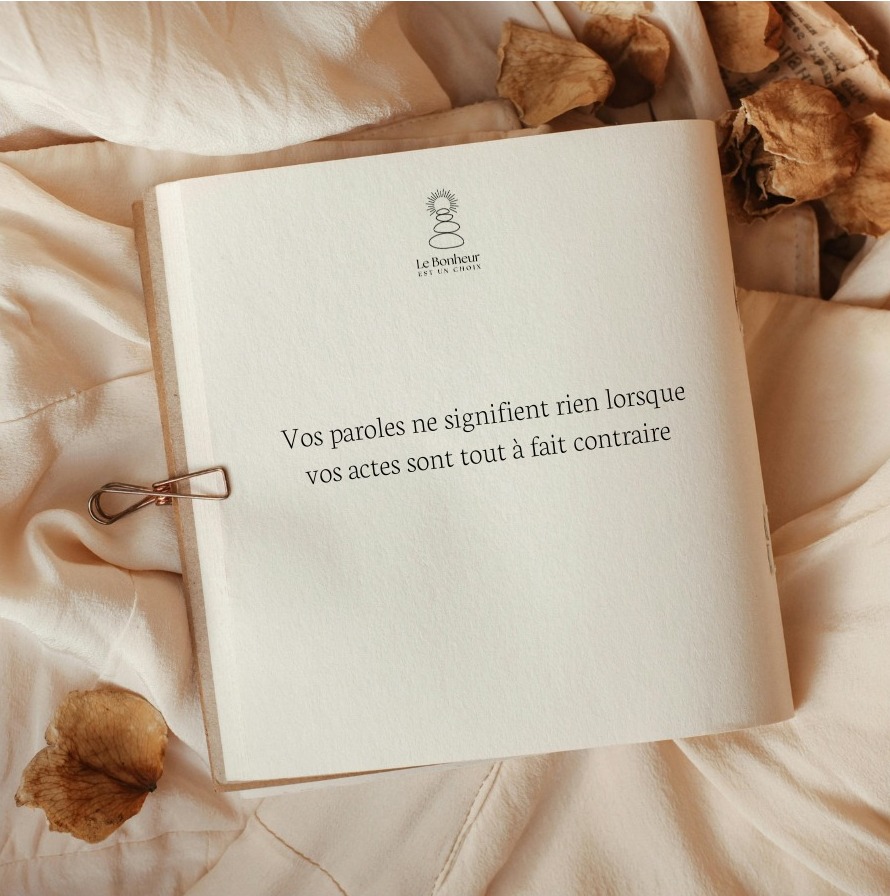 Le Bonheur
EST UN CHOIX
Vos paroles ne signifient rien lorsque
vos actes sont tout à fait contraire